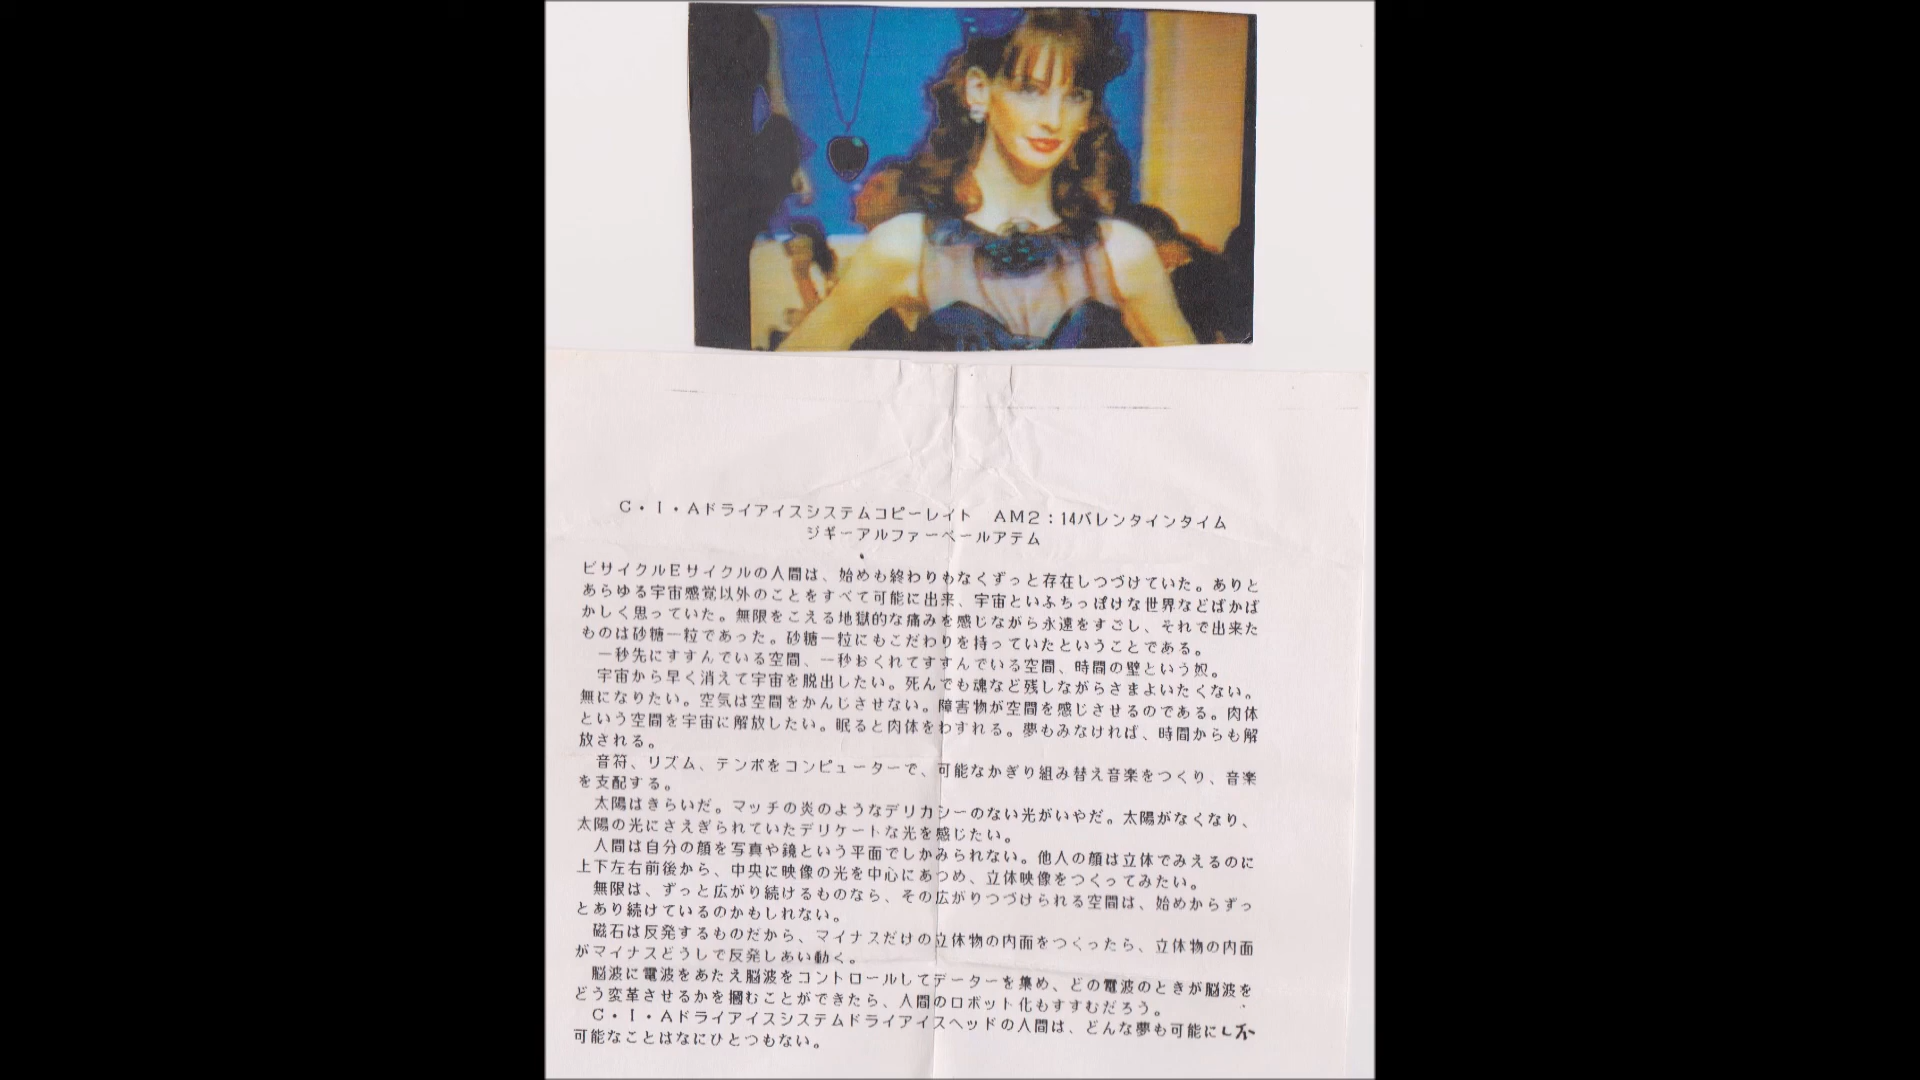 C・I・Aドライアイスシステムコピーレイト　AM2：14バレンタインタイム
ジギーアルファーベールアテム
ビサイクルEサイクルの人間は、始めも終わりもなくずっと存在しつづけていた。ありと
あらゆる宇宙感覚以外のことをすべて可能に出来、宇宙といふちっぽけな世界などばかば
かしく思っていた。無限をこえる地獄的な痛みを感じながら永遠をすごし、それで出来た
ものは砂糖一粒であった。砂糖一粒にもこだわりを持っていたということである。
一秒先にすすんでいる空間、一秒おくれてすすんでいる空間、時間の壁という奴。
宇宙から早く消えて宇宙を脱出したい。死んでも魂など残しながらさまよいたくない。
無になりたい。空気は空間をかんじさせない。障害物が空間を感じさせるのである。肉体
という空間を宇宙に解放したい。眠ると肉体をわすれる。夢もみなければ、時間からも解
放される。
音符、リズム、テンポをコンピューターで、可能なかぎり組み替え音楽をつくり、音楽
を支配する。
太陽はきらいだ。マッチの炎のようなデリカシーのない光がいやだ。太陽がなくなり、
太陽の光にさえぎられていたデリケートな光を感じたい。
人間は自分の顔を写真や鏡という平面でしかみられない。他人の顔は立体でみえるのに
上下左右前後から、中央に映像の光を中心にあつめ、立体映像をつくってみたい。
無限は、ずっと広がり続けるものなら、その広がりつづけられる空間は、始めからずっ
とあり続けているのかもしれない。
磁石は反発するものだから、マイナスだけの立体物の内面をつくったら、立体物の内面
がマイナスどうしで反発しあい動く。
脳波に電波をあたえ脳波をコントロールしてデーターを集め、どの電波のときが脳波を
どう変革させるかを掴むことができたら、人間のロボット化もすすむだろう。
C・I・Aドライアイスシステムドライアイスヘッドの人間は、どんな夢も可能にし不
可能なことはなにひとつもない。